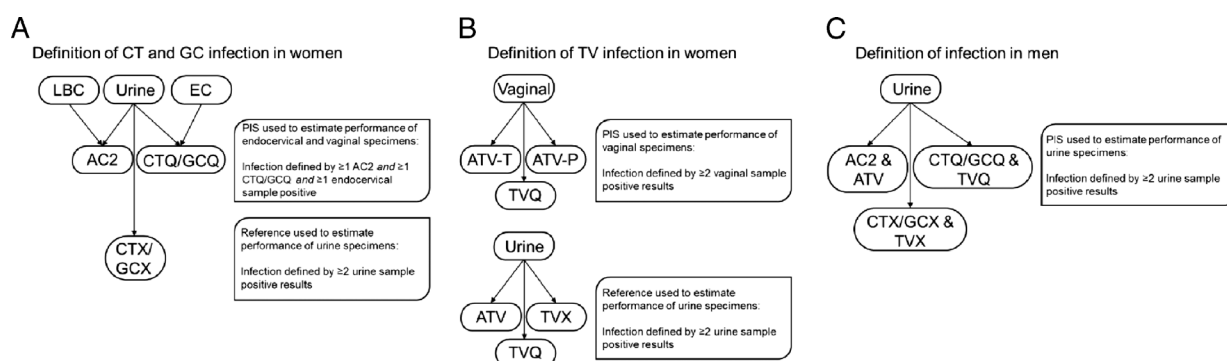 A
Definition of CT and GC infection in women
LBC
Urine
EC
AC2
CTQ/GCQ
CTX/
GCX
PIS used to estimate performance of
endocervical and vaginal specimens:
Infection defined by ≥1 AC2 and ≥1
CTQ/GCQ and ≥1 endocervical
sample positive
Reference used to estimate
performance of urine specimens:
Infection defined by ≥2 urine sample
positive results
B
Definition of TV infection in women
Vaginal
ATV-T
ATV-P
TVQ
PIS used to estimate performance of
vaginal specimens:
Infection defined by ≥2 vaginal sample
positive results
Urine
ATV
TVX
TVQ
Reference used to estimate
performance of urine specimens:
Infection defined by ≥2 urine sample
positive results
C
Definition of infection in men
Urine
AC2 &
ATV
CTQ/GCQ &
TVQ
CTX/GCX &
TVX
PIS used to estimate performance of
urine specimens:
Infection defined by ≥2 urine sample
positive results